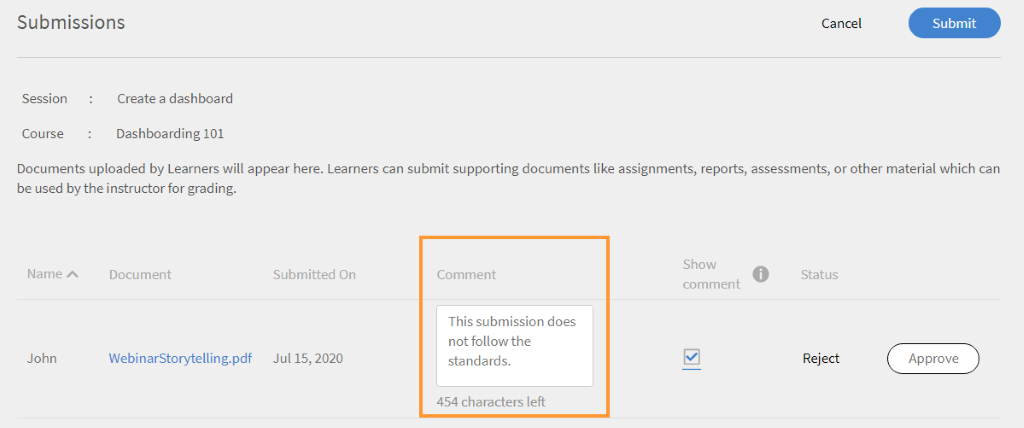 Submissions
Cancel
Submit
Session : Create a dashboard
Course : Dashboarding 101
Documents uploaded by Learners will appear here. Learners can submit supporting documents like assignments, reports, assessments, or other material which can
be used by the instructor for grading.
Name Document Submitted On Comment Show comment i Status
This submission does
not follow the
standards.
John WebinarStorytelling.pdf Jul 15, 2020 Reject Approve
454 characters left